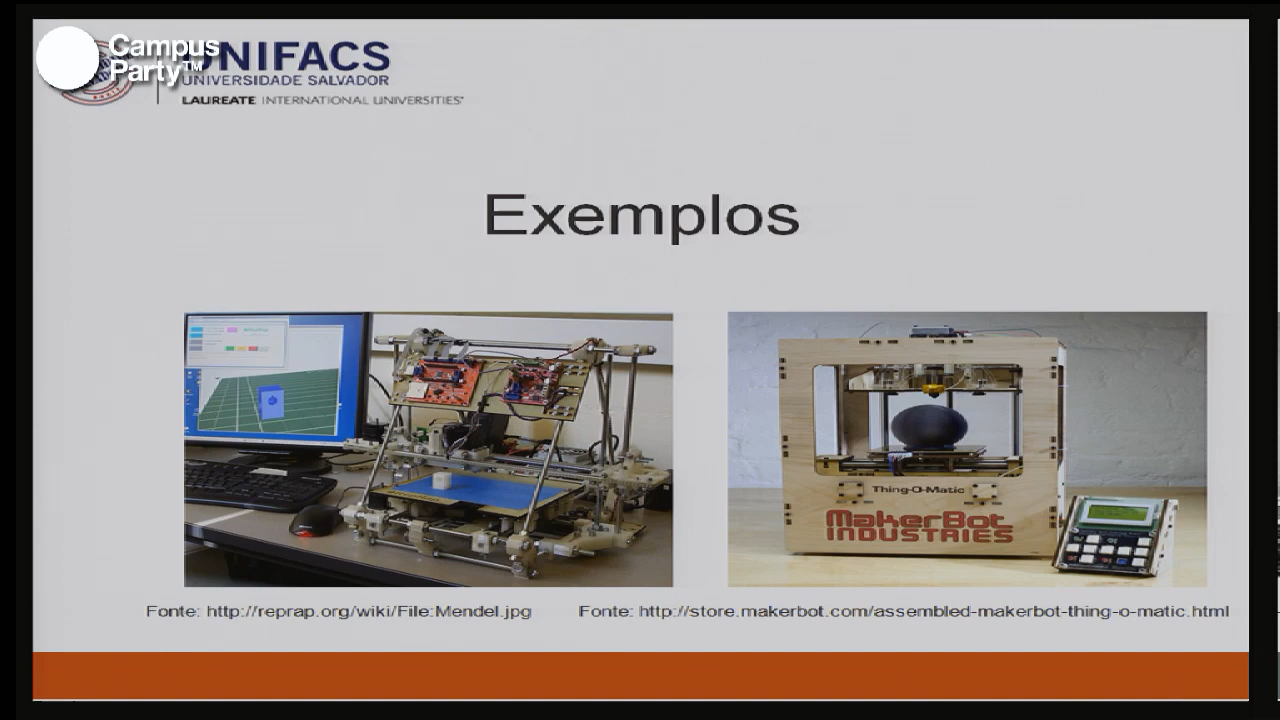 Campus
Party™
UNIFACS
UNIVERSIDADE SALVADOR
LAUREATE INTERNATIONAL UNIVERSITIES®
Exemplos
Thing-O-Matic
MakerBot
INDUSTRIES
Fonte: http://reprap.org/wiki/File:Mendel.jpg
Fonte: http://store.makerbot.com/assembled-makerbot-thing-o-matic.html